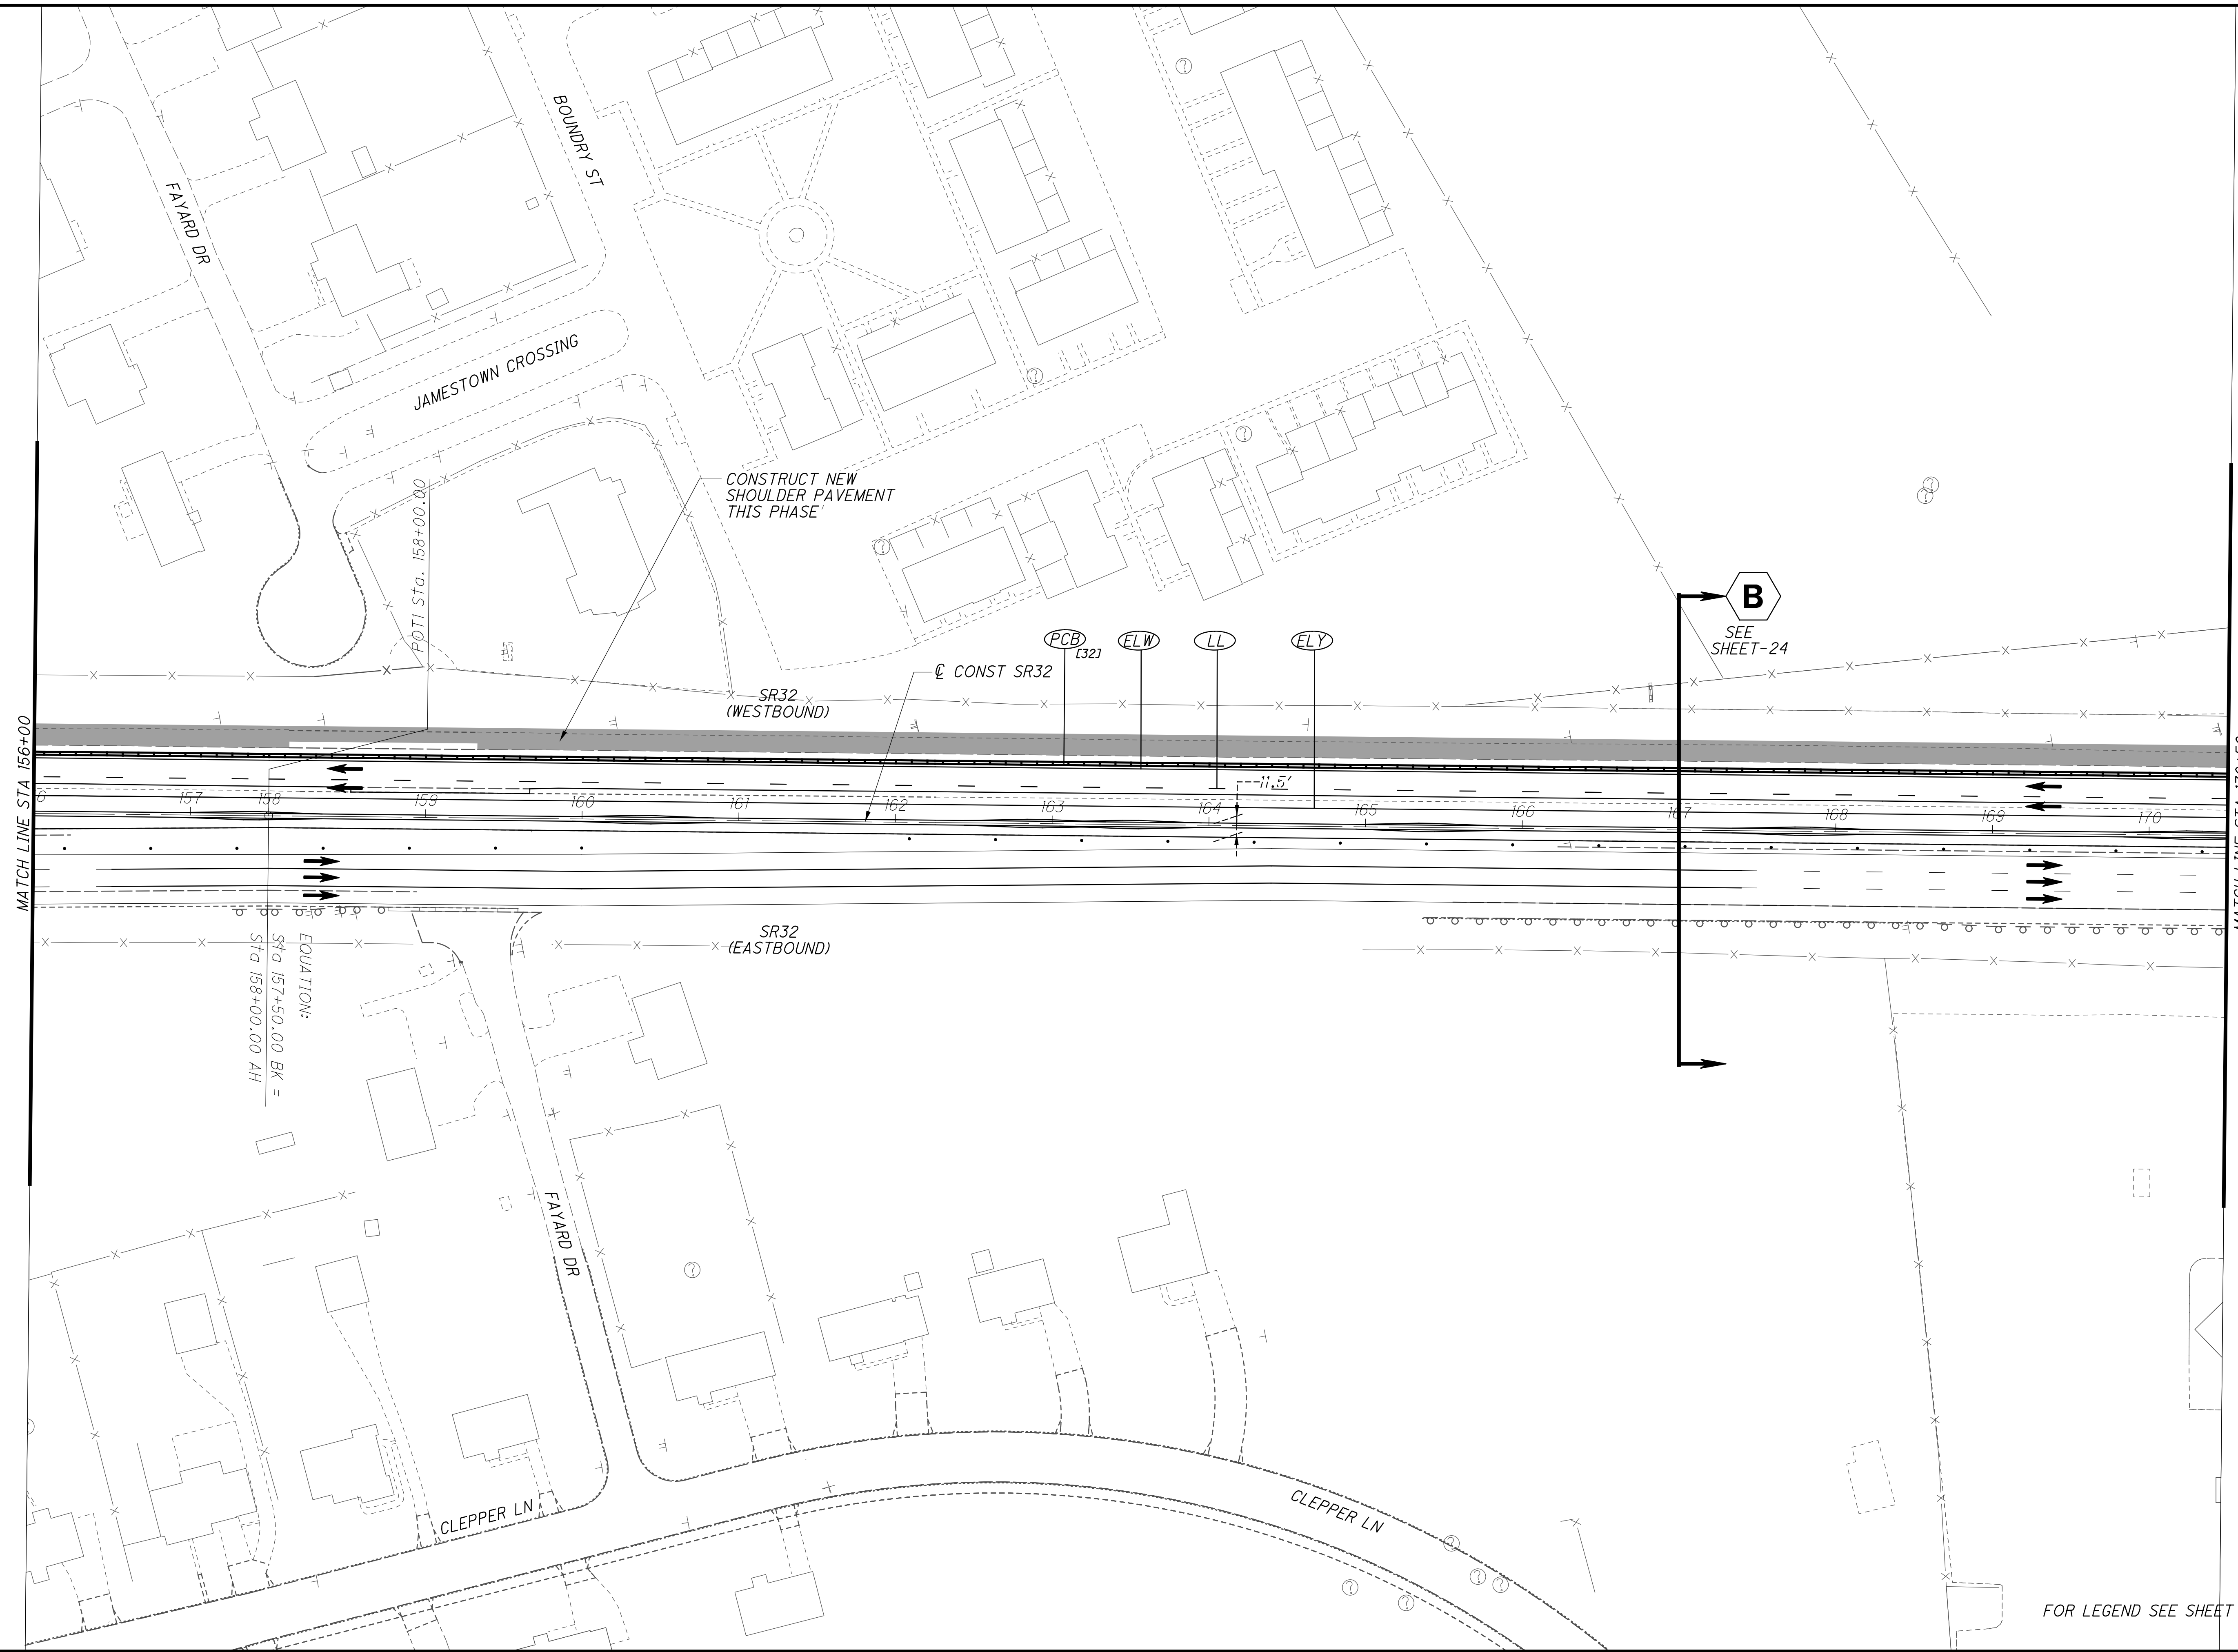 FAYARD DR
BOUNDRY ST
JAMESTOWN CROSSING
CONSTRUCT NEW
SHOULDER PAVEMENT
THIS PHASE
POT1 Sta. 158+00.00
PCB
[32]
ELW
LL
ELY
B
SEE
SHEET-24
℄ CONST SR32
SR32
(WESTBOUND)
MATCH LINE STA 156+00
11.5'
6
157
158
159
160
161
162
163
164
165
166
167
168
169
170
SR32
(EASTBOUND)
EQUATION:
Sta 157+50.00 BK =
Sta 158+00.00 AH
FAYARD DR
CLEPPER LN
CLEPPER LN
FOR LEGEND SEE SHEET